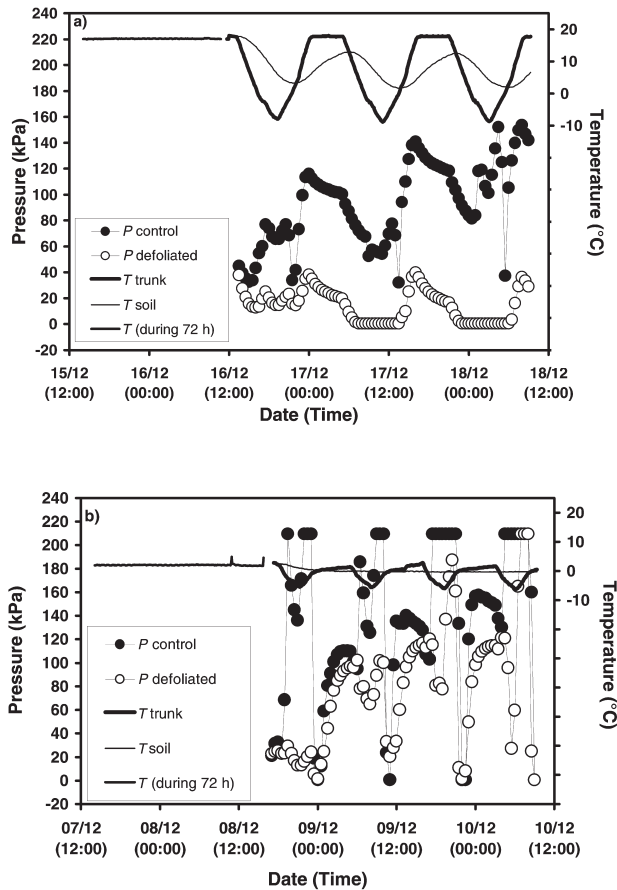 a)
240
220
200
180
160
140
120
100
80
60
40
20
0
-20
Pressure (kPa)
20
10
0
-10
Temperature (°C)
P control
P defoliated
T trunk
T soil
T (during 72 h)
15/12 16/12 16/12 17/12 17/12 18/12 18/12
(12:00) (00:00) (12:00) (00:00) (12:00) (00:00) (12:00)
Date (Time)
b)
240
220
200
180
160
140
120
100
80
60
40
20
0
-20
Pressure (kPa)
20
10
0
-10
Temperature (°C)
P control
P defoliated
T trunk
T soil
T (during 72 h)
07/12 08/12 08/12 09/12 09/12 10/12 10/12
(12:00) (00:00) (12:00) (00:00) (12:00) (00:00) (12:00)
Date (Time)